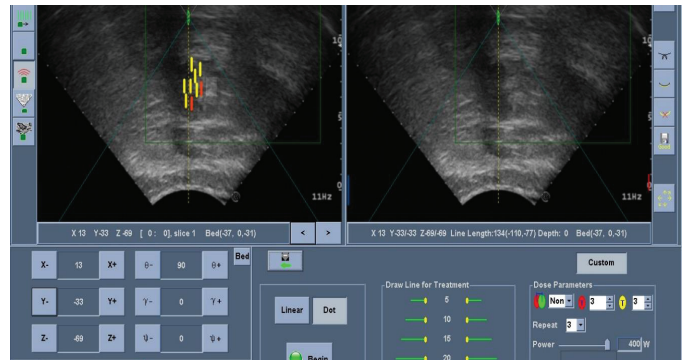 10
11Hz
X 13 Y-33 Z -69 [ 0 : 0], slice 1 Bed(-37, 0,-31)
<
>
10
11Hz
X 13 Y-33/-33 Z-69/-69 Line Length:134(-110,-77) Depth: 0 Bed(-37, 0,-31)
Bed
X-
13
X+
θ-
90
θ+
Y-
-33
Y+
γ-
0
γ+
Z-
-69
Z+
ψ-
0
ψ+
Linear
Dot
Begin
Draw Line for Treatment
5
10
15
20
Custom
Dose Parameters
Non
3
T
3
Repeat
3
Power
400 W